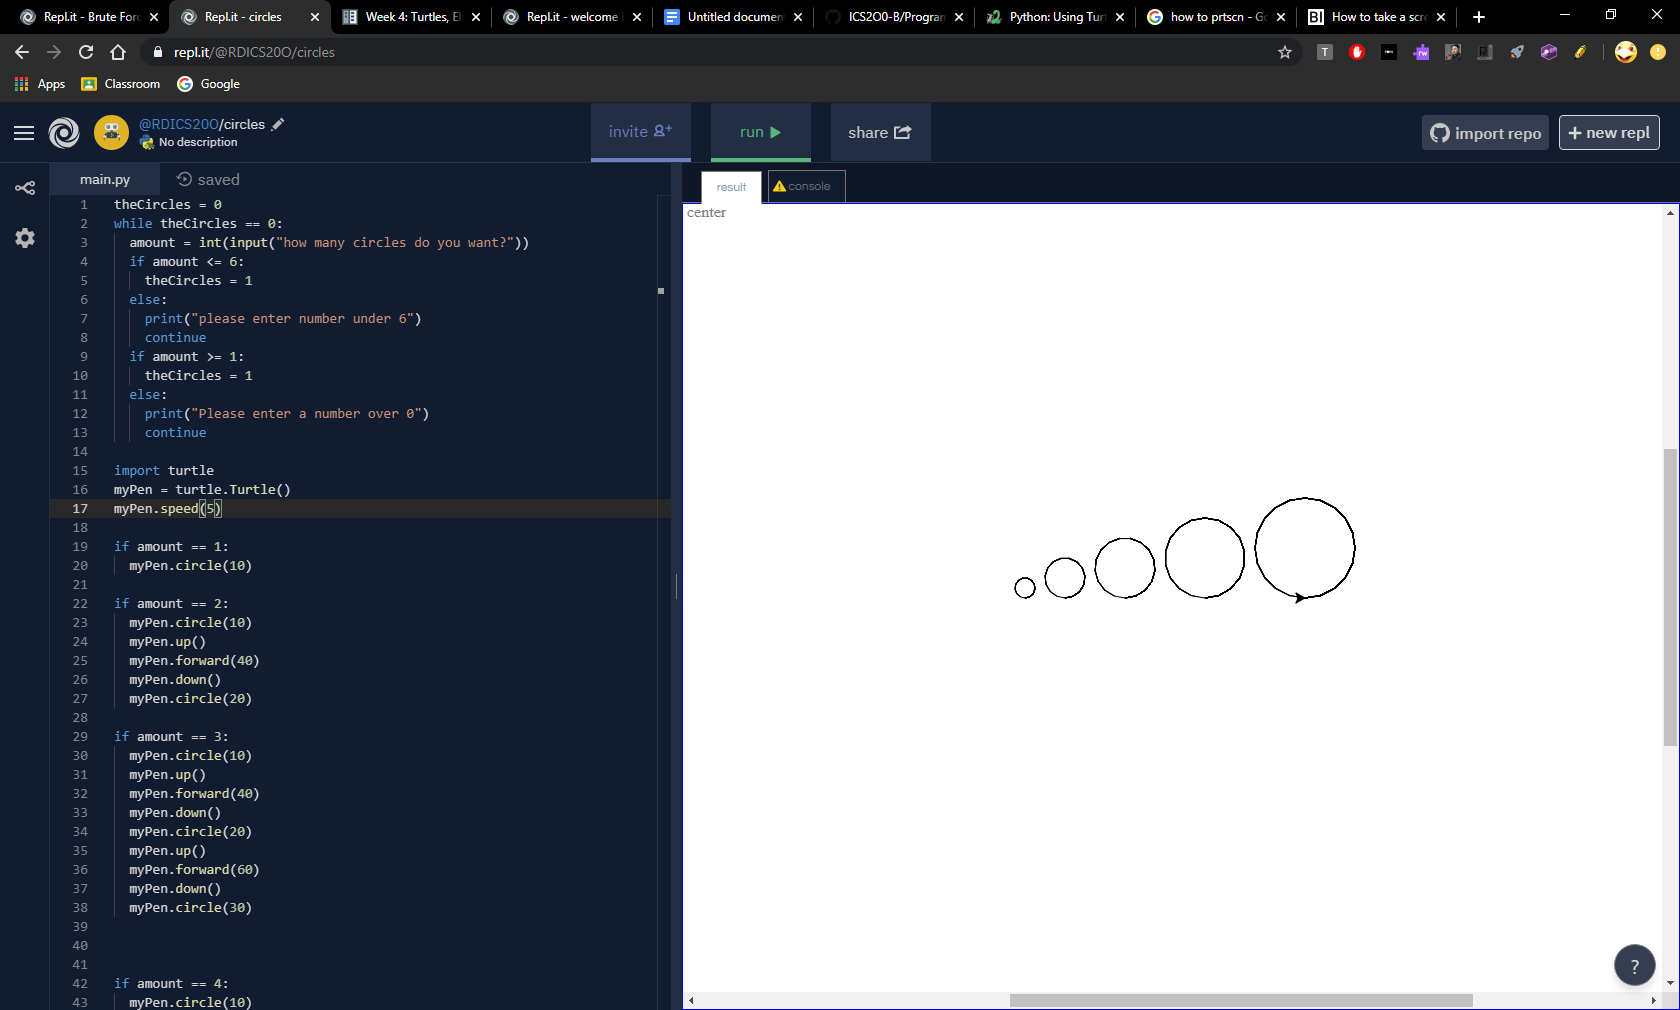 Repl.it - Brute Forc
Repl.it - circles
Week 4: Turtles, El
Repl.it - welcome
Untitled documen
ICS2O0-B/Progran
Python: Using Turt
how to prtscn - Go
BI
How to take a scre
repl.it/@RDICS20O/circles
Apps
Classroom
Google
@RDICS20O/circles
No description
invite
run
share
import repo
+ new repl
main.py
saved
result
console
1 theCircles = 0
2 while theCircles == 0:
3 amount = int(input("how many circles do you want?"))
4 if amount <= 6:
5 theCircles = 1
6 else:
7 print("please enter number under 6")
8 continue
9 if amount >= 1:
10 theCircles = 1
11 else:
12 print("Please enter a number over 0")
13 continue
14
15 import turtle
16 myPen = turtle.Turtle()
17 myPen.speed(5)
18
19 if amount == 1:
20 myPen.circle(10)
21
22 if amount == 2:
23 myPen.circle(10)
24 myPen.up()
25 myPen.forward(40)
26 myPen.down()
27 myPen.circle(20)
28
29 if amount == 3:
30 myPen.circle(10)
31 myPen.up()
32 myPen.forward(40)
33 myPen.down()
34 myPen.circle(20)
35 myPen.up()
36 myPen.forward(60)
37 myPen.down()
38 myPen.circle(30)
39
40
41
42 if amount == 4:
43 myPen.circle(10)
center
?